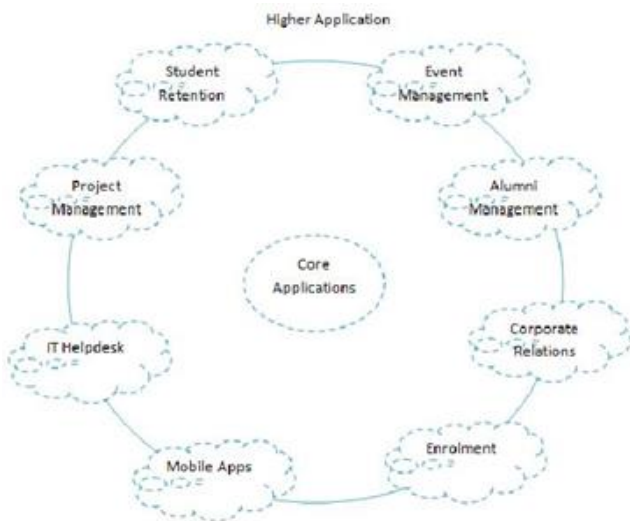 Higher Application
Student
Retention
Event
Management
Project
Management
Alumni
Management
Core
Applications
IT Helpdesk
Corporate
Relations
Mobile Apps
Enrolment